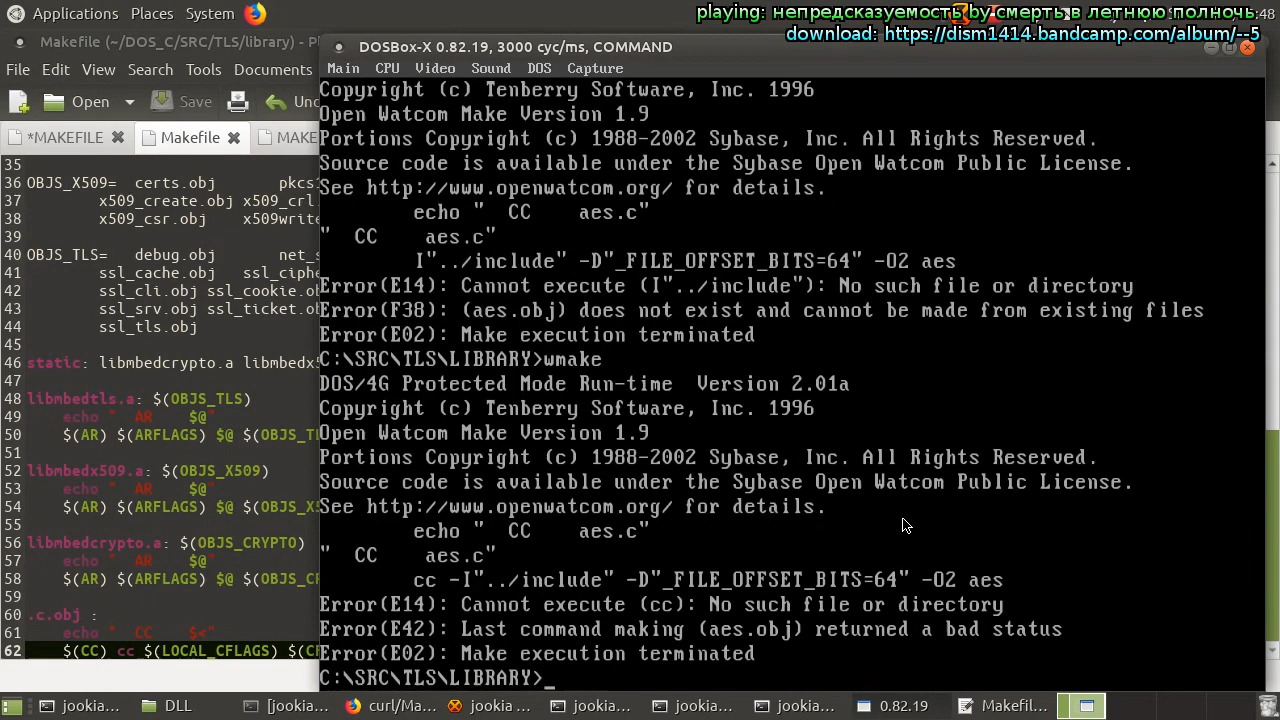 Applications Places System
playing: непредсказуемость by смерть в летнюю полночь
:48
download: https://dism1414.bandcamp.com/album/--5
Makefile (~/DOS_C/SRC/TLS/library) - Pl
File Edit View Search Tools Documents
Open Save Und
*MAKEFILE Makefile MAKE
35
36 OBJS_X509= certs.obj pkcs1
37 x509_create.obj x509_crl
38 x509_csr.obj x509write
39
40 OBJS_TLS= debug.obj net_s
41 ssl_cache.obj ssl_ciphe
42 ssl_cli.obj ssl_cookie.ob
43 ssl_srv.obj ssl_ticket.ob
44 ssl_tls.obj
45
46 static: libmbedcrypto.a libmbedx5
47
48 libmbedtls.a: $(OBJS_TLS)
49 echo " AR $@"
50 $(AR) $(ARFLAGS) $@ $(OBJS_TL
51
52 libmbedx509.a: $(OBJS_X509)
53 echo " AR $@"
54 $(AR) $(ARFLAGS) $@ $(OBJS_X5
55
56 libmbedcrypto.a: $(OBJS_CRYPTO)
57 echo " AR $@"
58 $(AR) $(ARFLAGS) $@ $(OBJS_CR
59
60 .c.obj :
61 echo " CC $<"
62 $(CC) cc $(LOCAL_CFLAGS) $(CF
DOSBox-X 0.82.19, 3000 cyc/ms, COMMAND
Main CPU Video Sound DOS Capture
Copyright (c) Tenberry Software, Inc. 1996
Open Watcom Make Version 1.9
Portions Copyright (c) 1988-2002 Sybase, Inc. All Rights Reserved.
Source code is available under the Sybase Open Watcom Public License.
See http://www.openwatcom.org/ for details.
echo " CC aes.c"
" CC aes.c"
I"../include" -D"_FILE_OFFSET_BITS=64" -O2 aes
Error(E14): Cannot execute (I"../include"): No such file or directory
Error(F38): (aes.obj) does not exist and cannot be made from existing files
Error(E02): Make execution terminated
C:\SRC\TLS\LIBRARY>wmake
DOS/4G Protected Mode Run-time Version 2.01a
Copyright (c) Tenberry Software, Inc. 1996
Open Watcom Make Version 1.9
Portions Copyright (c) 1988-2002 Sybase, Inc. All Rights Reserved.
Source code is available under the Sybase Open Watcom Public License.
See http://www.openwatcom.org/ for details.
echo " CC aes.c"
" CC aes.c"
cc -I"../include" -D"_FILE_OFFSET_BITS=64" -O2 aes
Error(E14): Cannot execute (cc): No such file or directory
Error(E42): Last command making (aes.obj) returned a bad status
Error(E02): Make execution terminated
C:\SRC\TLS\LIBRARY>_
jookia... DLL [jookia... curl/Ma... jookia ... jookia... jookia... jookia... 0.82.19 Makefil...